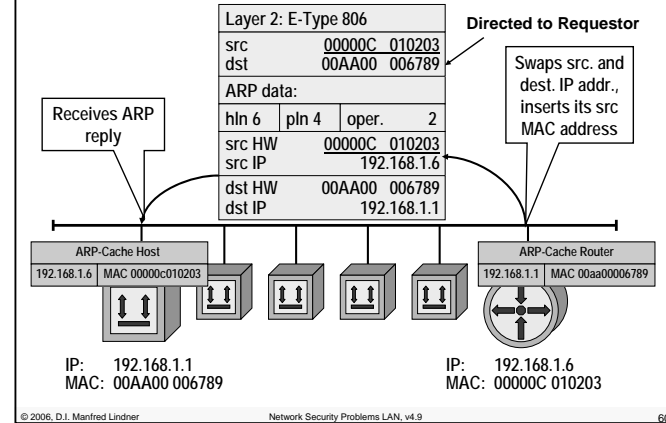 Layer 2: E-Type 806
src 00000C 010203
dst 00AA00 006789
ARP data:
hln 6 pln 4 oper. 2
src HW 00000C 010203
src IP 192.168.1.6
dst HW 00AA00 006789
dst IP 192.168.1.1
Directed to Requestor
Swaps src. and
dest. IP addr.,
inserts its src
MAC address
Receives ARP
reply
ARP-Cache Host
192.168.1.6 MAC 00000c010203
ARP-Cache Router
192.168.1.1 MAC 00aa00006789
IP: 192.168.1.1
MAC: 00AA00 006789
IP: 192.168.1.6
MAC: 00000C 010203
© 2006, D.I. Manfred Lindner Network Security Problems LAN, v4.9 60